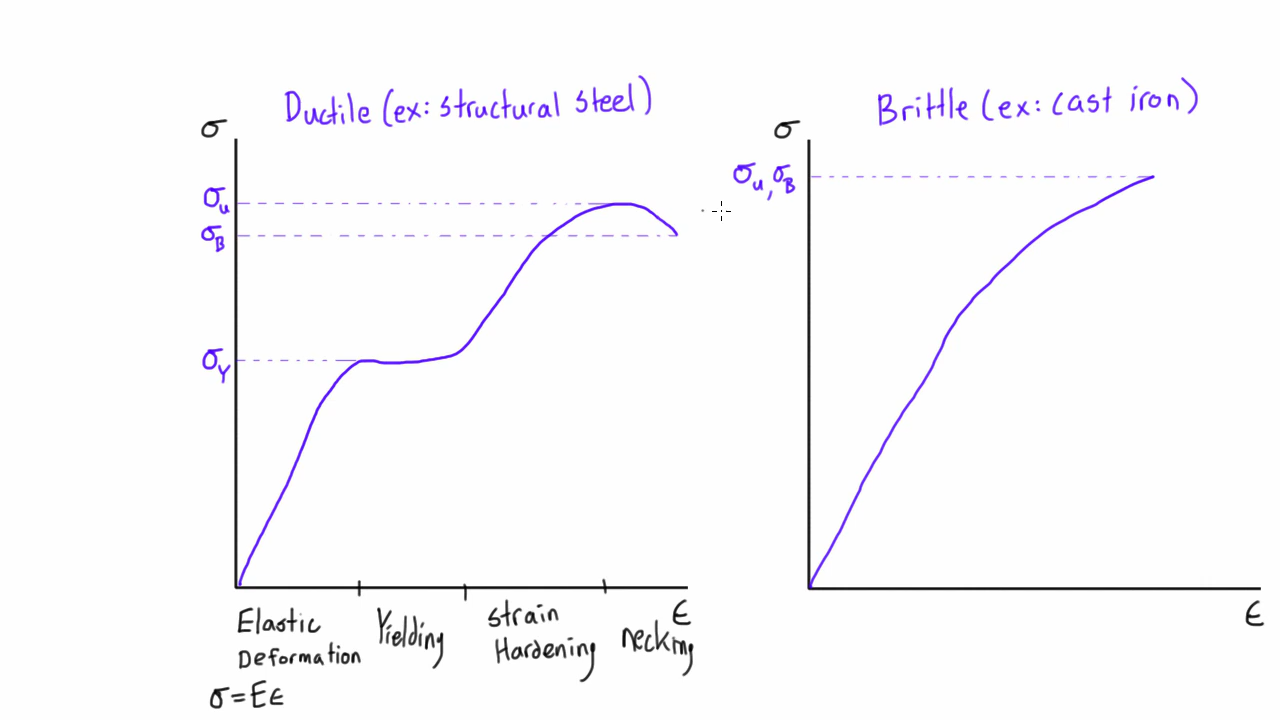 Ductile (ex: structural steel)
σ
σu
σB
σY
Elastic
Deformation
σ=Eϵ
Yielding
Strain
Hardening
necking
ϵ
Brittle (ex: cast iron)
σ
σu, σB
ϵ